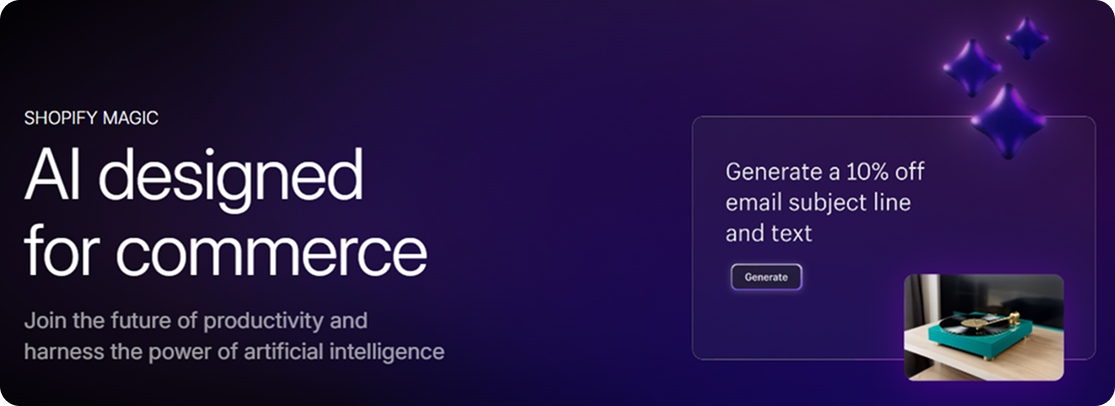 SHOPIFY MAGIC
AI designed
for commerce
Join the future of productivity and
harness the power of artificial intelligence
Generate a 10% off
email subject line
and text
Generate